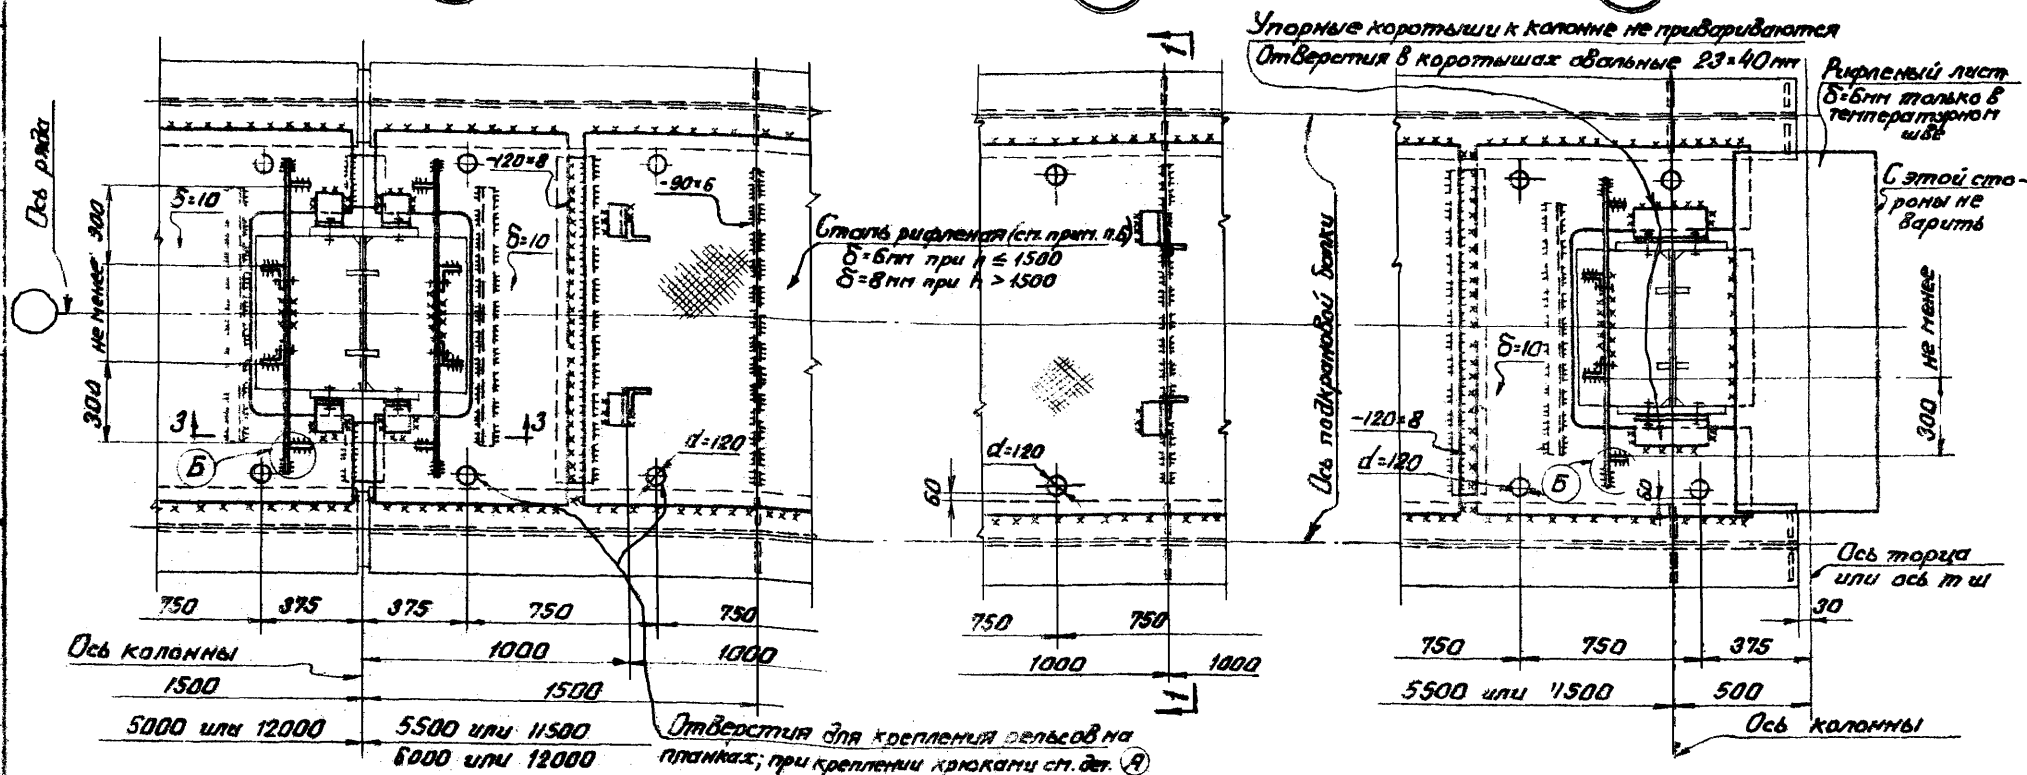 Упорные коротыши к колонне не привариваются
Отверстия в коротышах овальные 23×40мм
Рифленый лист
δ=6мм только в
температурном
шве
С этой сто-
роны не
варить
1
Ось ряда
δ=10
300
не менее
300
-120×8
δ=10
-90×6
Сталь рифленая (см. прим. п.6)
δ=6мм при h ≤ 1500
δ=8мм при h > 1500
Ось подкрановой балки
δ=10
не менее
300
3
3
Б
d=120
d=120
60
-120×8
d=120
Б
60
Ось торца
или ось т ш
30
750
375
375
750
750
750
750
750
750
375
Ось колонны
1000
1000
1000
1000
1500
1500
5500 или 11500
500
1
Ось колонны
6000 или 12000
5500 или 11500
6000 или 12000
Отверстия для крепления рельсов на
планках; при креплении крюками см. дет. А